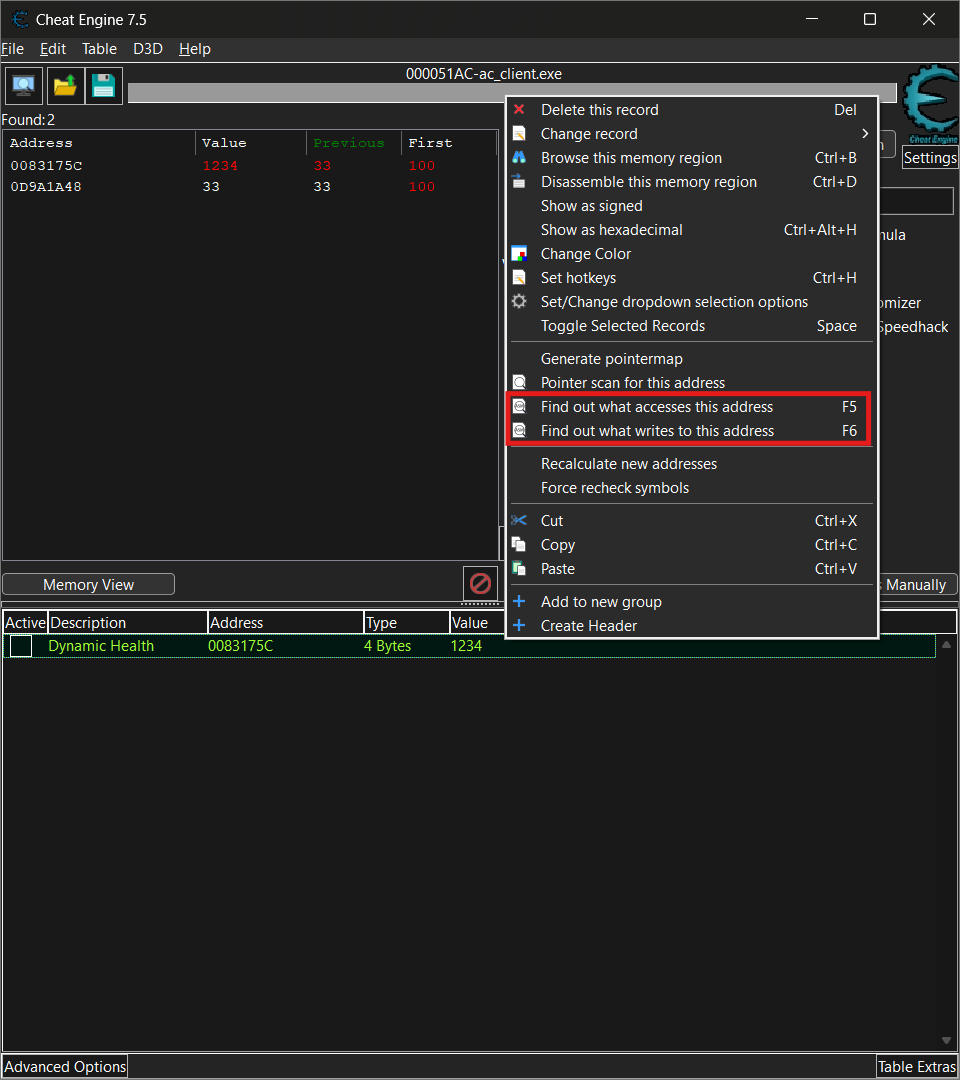 Cheat Engine 7.5
File Edit Table D3D Help
000051AC-ac_client.exe
Cheat Engine
Settings
Found:2
Address Value Previous First
0083175C 1234 33 100
0D9A1A48 33 33 100
Delete this record Del
Change record
Browse this memory region Ctrl+B
Disassemble this memory region Ctrl+D
Show as signed
Show as hexadecimal Ctrl+Alt+H
Change Color
Set hotkeys Ctrl+H
Set/Change dropdown selection options
Toggle Selected Records Space
Generate pointermap
Pointer scan for this address
Find out what accesses this address F5
Find out what writes to this address F6
Recalculate new addresses
Force recheck symbols
Cut Ctrl+X
Copy Ctrl+C
Paste Ctrl+V
Add to new group
Create Header
Speedhack
Memory View
Manually
Active Description Address Type Value
Dynamic Health 0083175C 4 Bytes 1234
Advanced Options
Table Extras